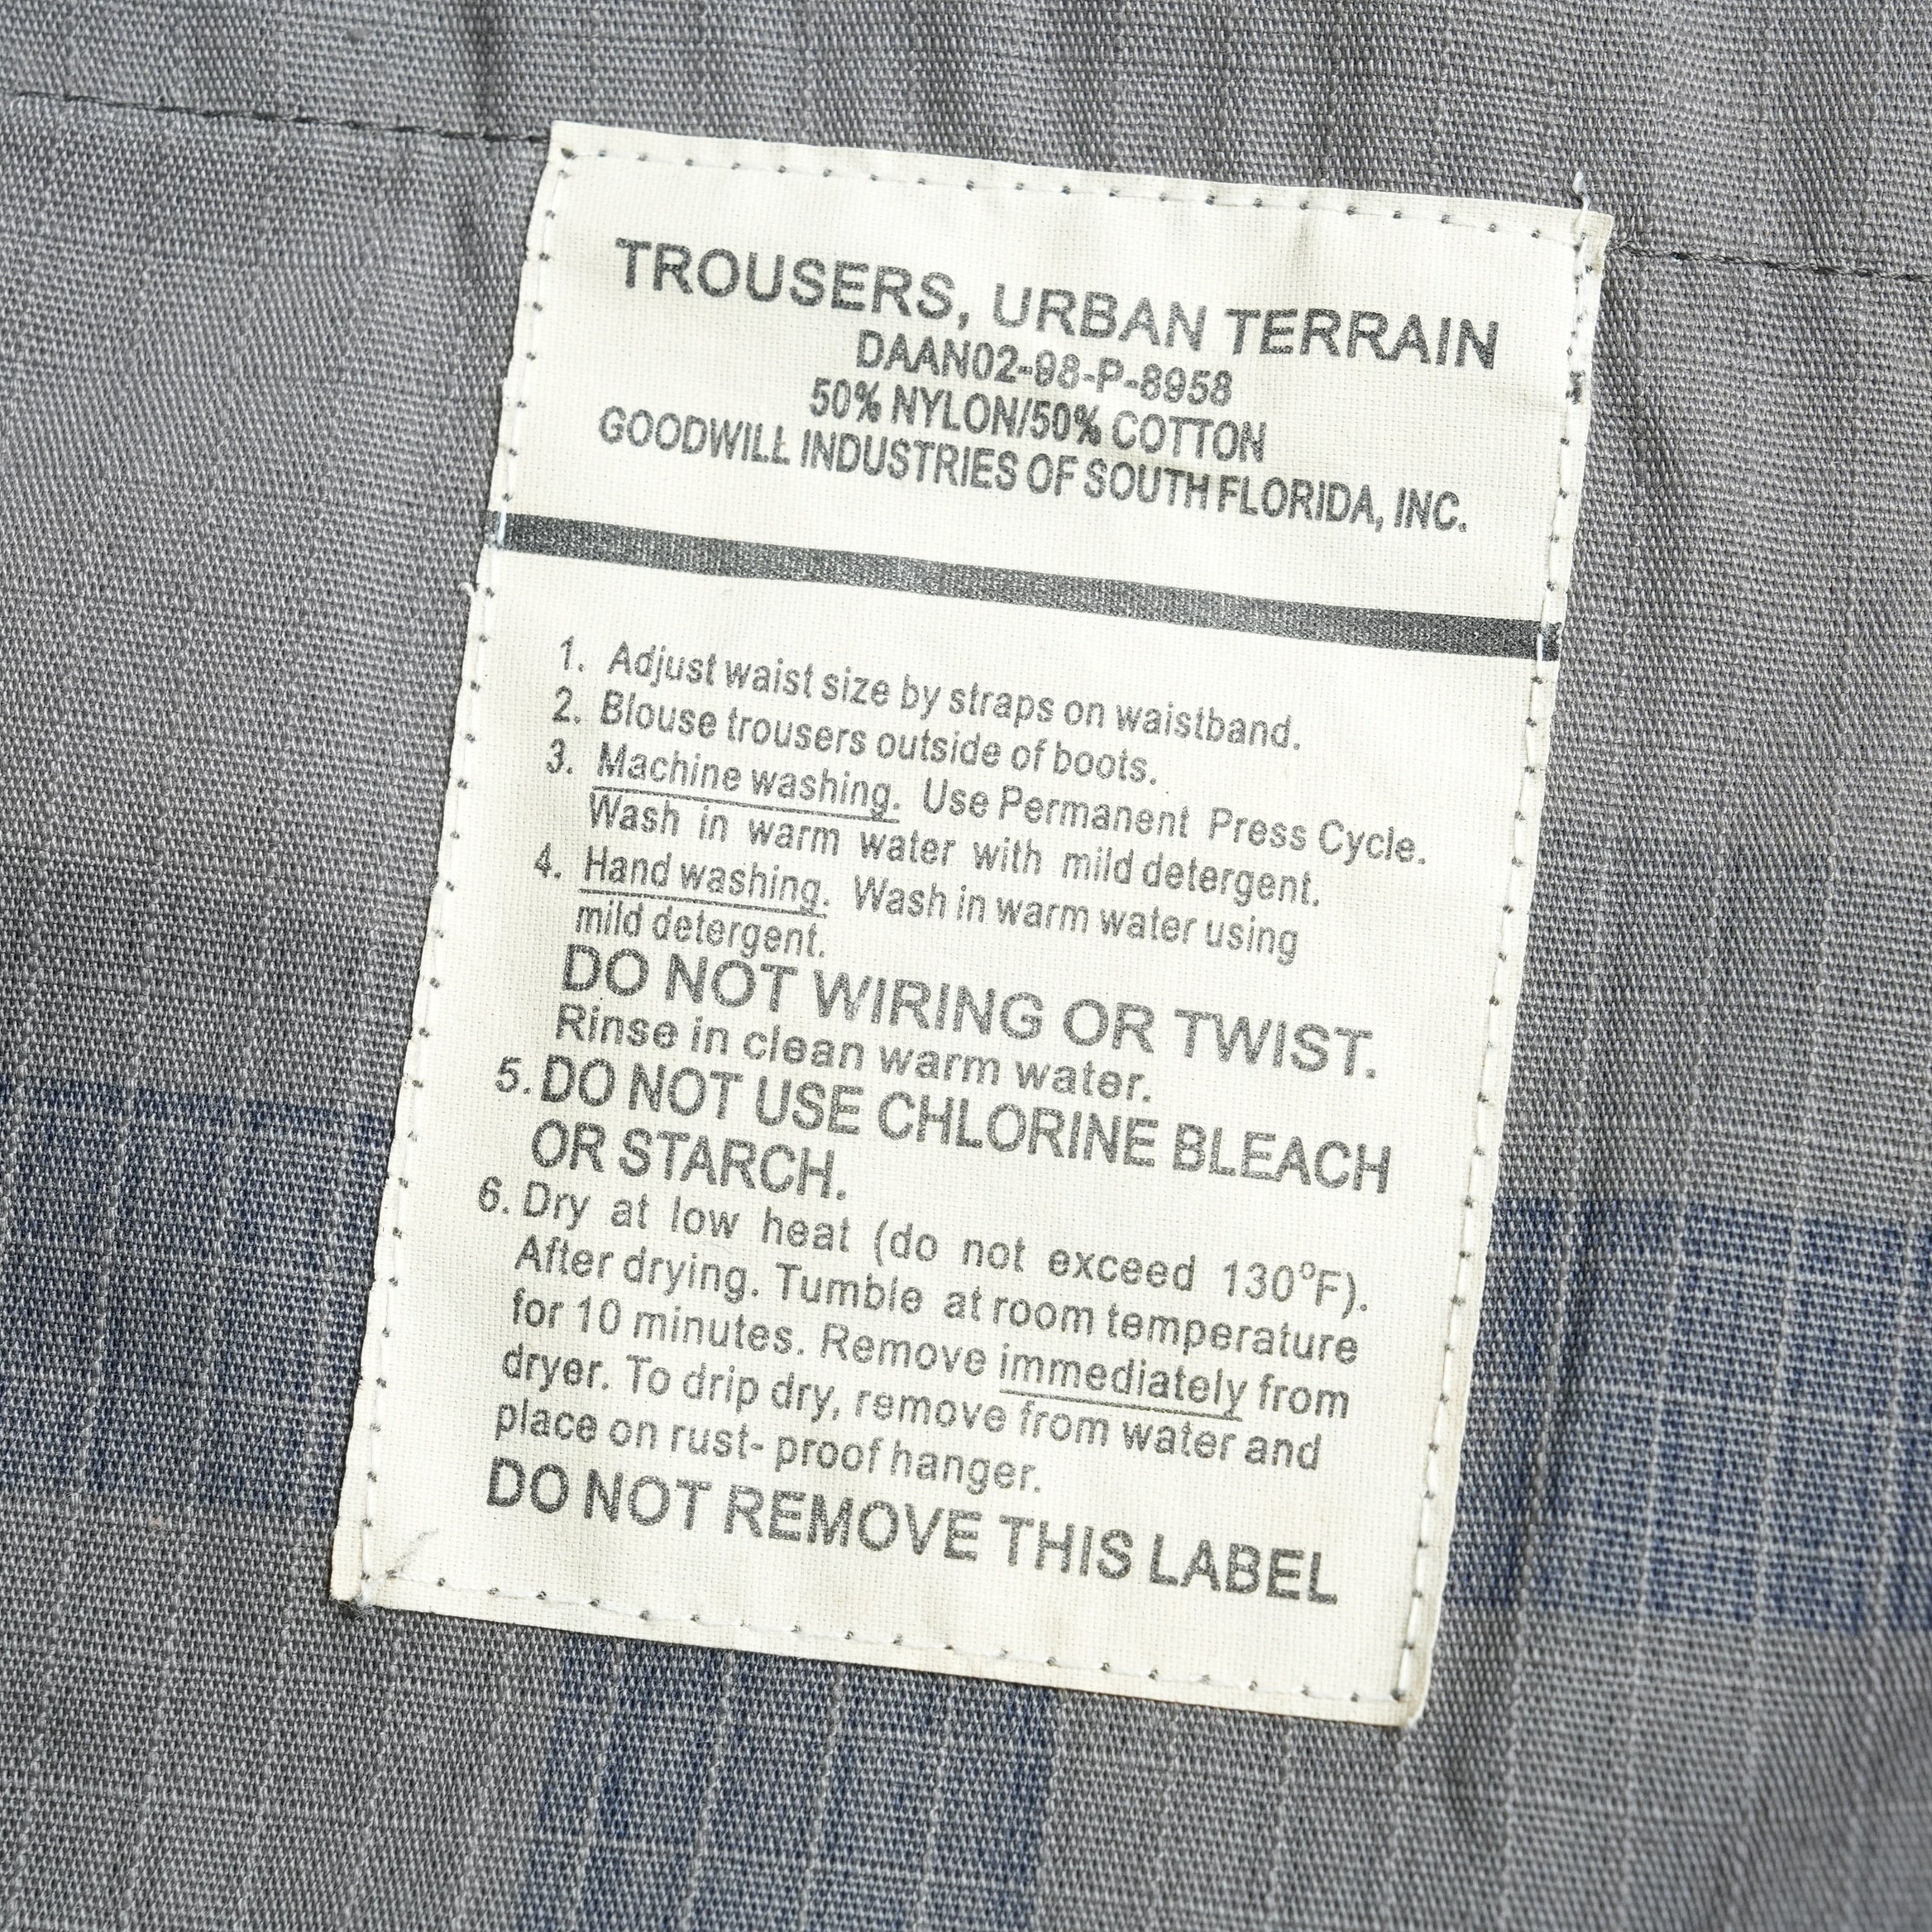 TROUSERS, URBAN TERRAIN
DAAN02-98-P-8958
50% NYLON/50% COTTON
GOODWILL INDUSTRIES OF SOUTH FLORIDA, INC.
1. Adjust waist size by straps on waistband.
2. Blouse trousers outside of boots.
3. Machine washing. Use Permanent Press Cycle.
Wash in warm water with mild detergent.
4. Hand washing. Wash in warm water using
mild detergent.
DO NOT WIRING OR TWIST.
Rinse in clean warm water.
5. DO NOT USE CHLORINE BLEACH
OR STARCH.
6. Dry at low heat (do not exceed 130°F).
After drying. Tumble at room temperature
for 10 minutes. Remove immediately from
dryer. To drip dry, remove from water and
place on rust- proof hanger.
DO NOT REMOVE THIS LABEL